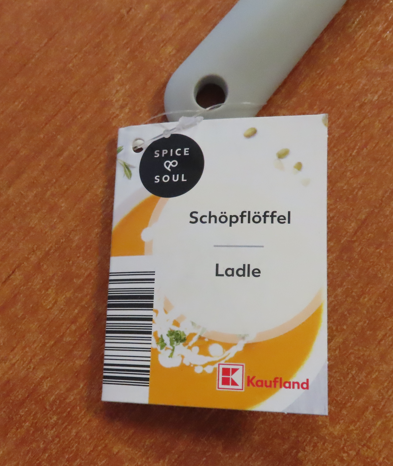 SPICE
&
SOUL
Schöpflöffel
Ladle
Kaufland